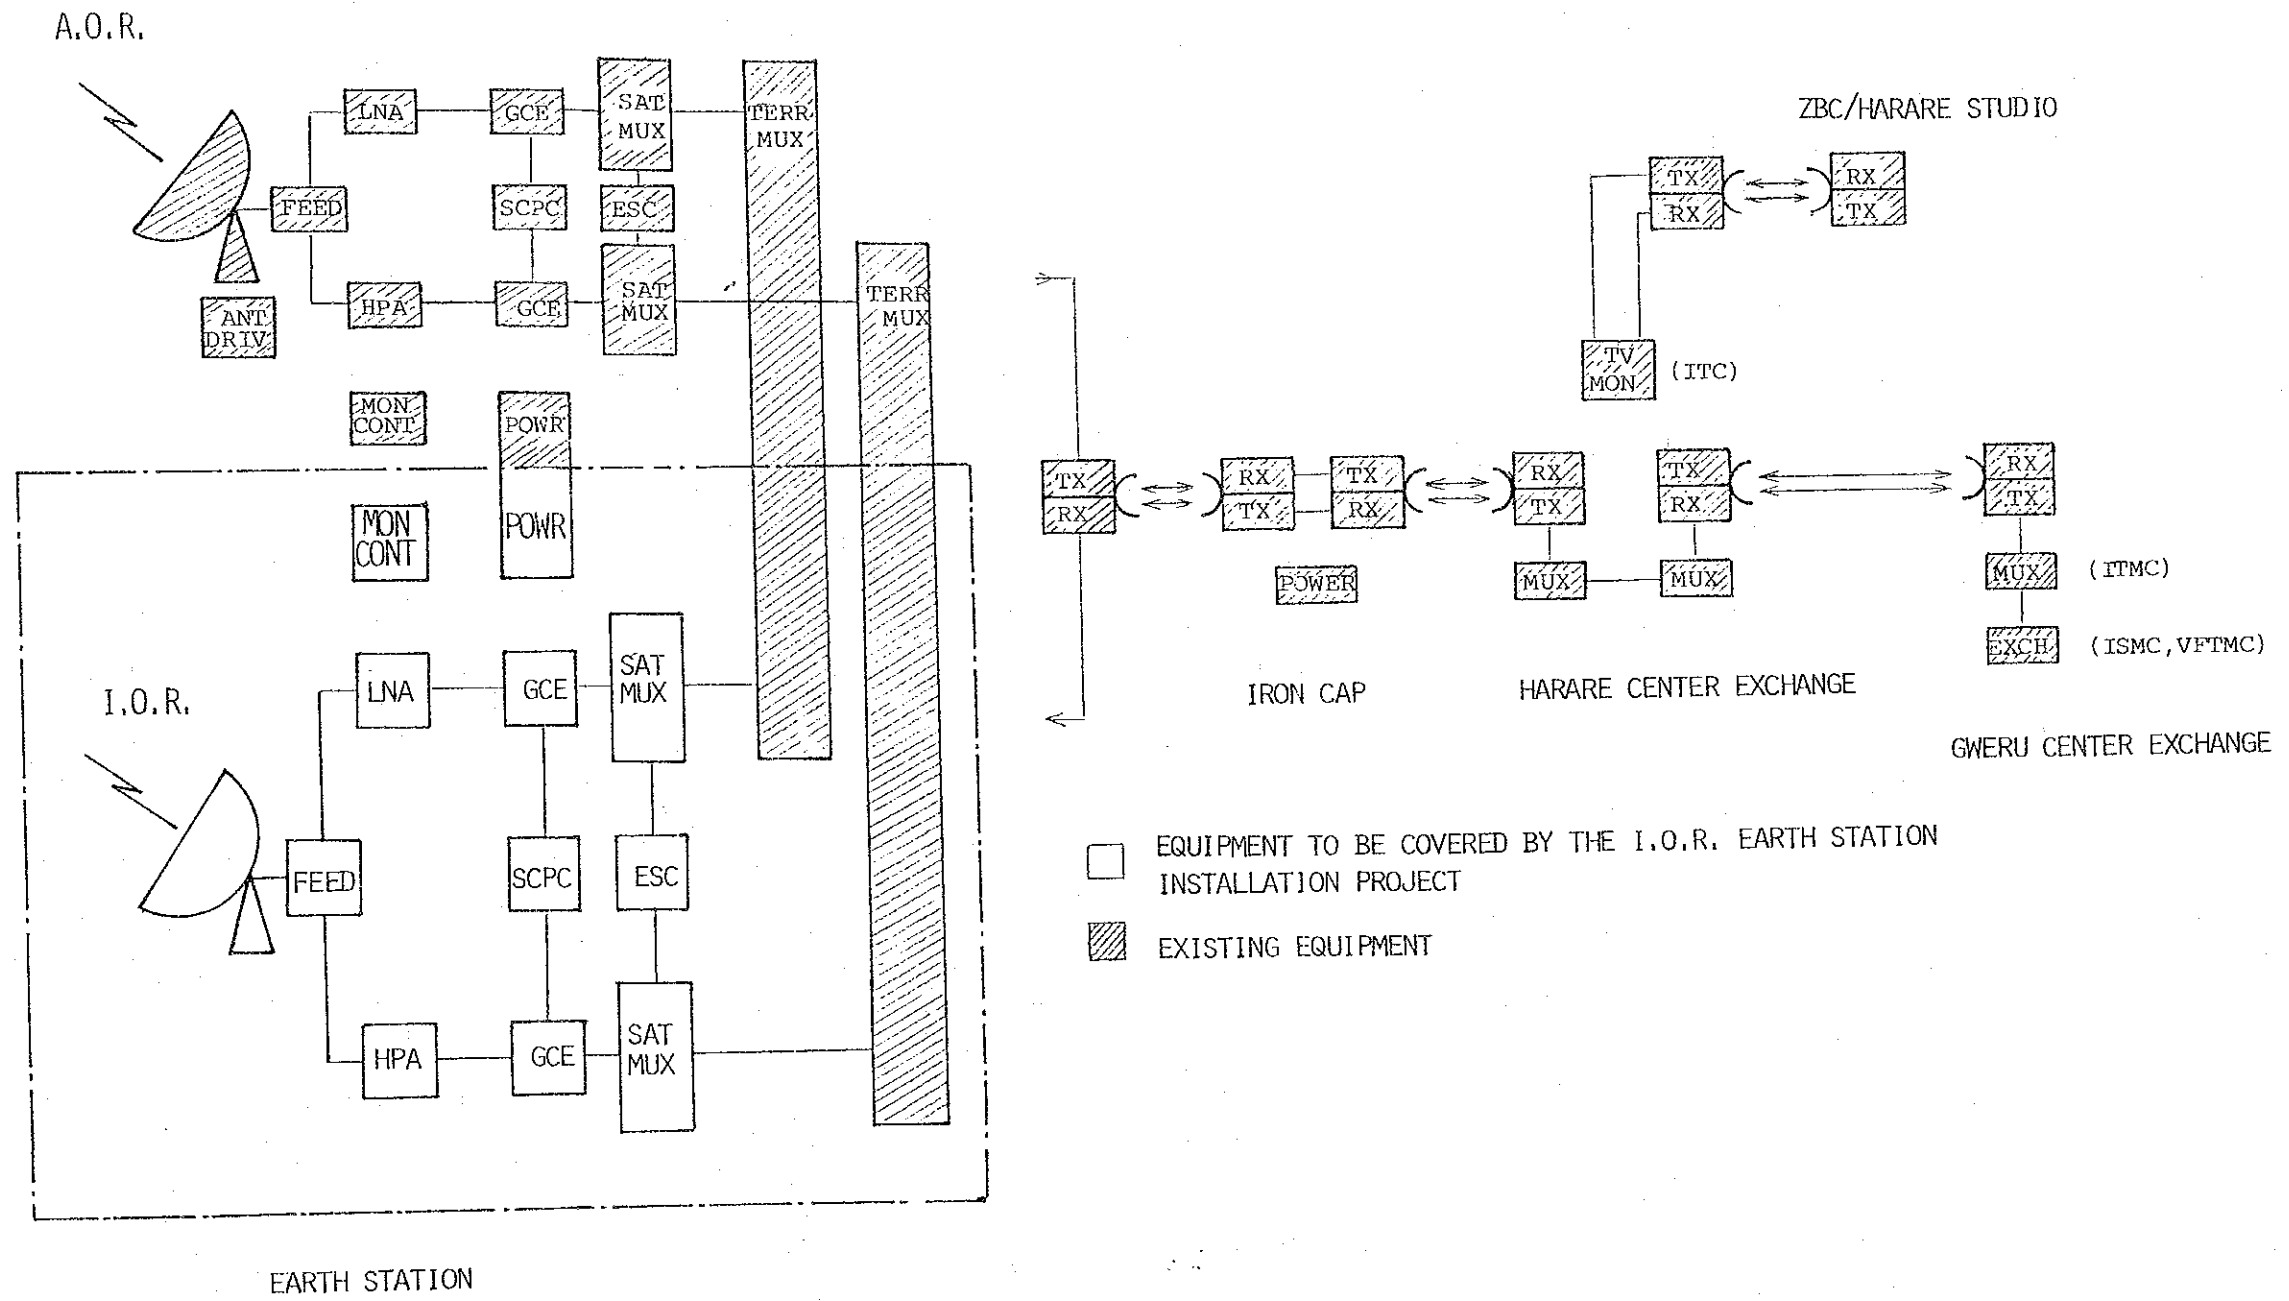 A.O.R.
LNA
GCE
SAT
MUX
TERR
MUX
FEED
SCPC
ESC
HPA
GCE
SAT
MUX
TERR
MUX
ANT
DRIV
MON
CONT
POWR
MON
CONT
POWR
I.O.R.
LNA
GCE
SAT
MUX
FEED
SCPC
ESC
HPA
GCE
SAT
MUX
EARTH STATION
ZBC/HARARE STUDIO
TX
RX
RX
TX
TV
MON
(ITC)
TX
RX
RX
TX
TX
RX
POWER
IRON CAP
RX
TX
MUX
TX
RX
MUX
HARARE CENTER EXCHANGE
RX
TX
MUX
(ITMC)
EXCH
(ISMC,VFTMC)
GWERU CENTER EXCHANGE
EQUIPMENT TO BE COVERED BY THE I.O.R. EARTH STATION
INSTALLATION PROJECT
EXISTING EQUIPMENT